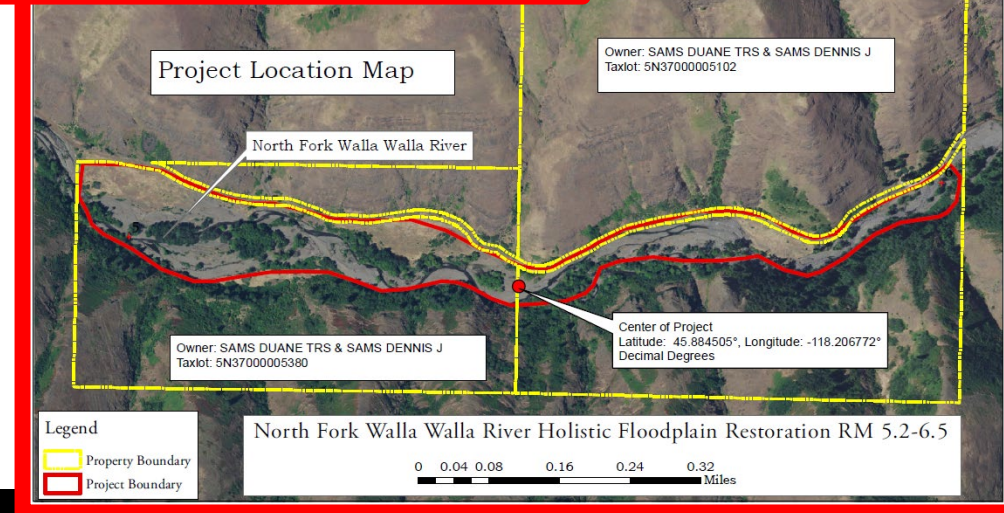 Project Location Map
Owner: SAMS DUANE TRS & SAMS DENNIS J
Taxlot: 5N37000005102
North Fork Walla Walla River
Center of Project
Latitude: 45.884505°, Longitude: -118.206772°
Decimal Degrees
Owner: SAMS DUANE TRS & SAMS DENNIS J
Taxlot: 5N37000005380
Legend
Property Boundary
Project Boundary
North Fork Walla Walla River Holistic Floodplain Restoration RM 5.2-6.5
0 0.04 0.08 0.16 0.24 0.32
Miles